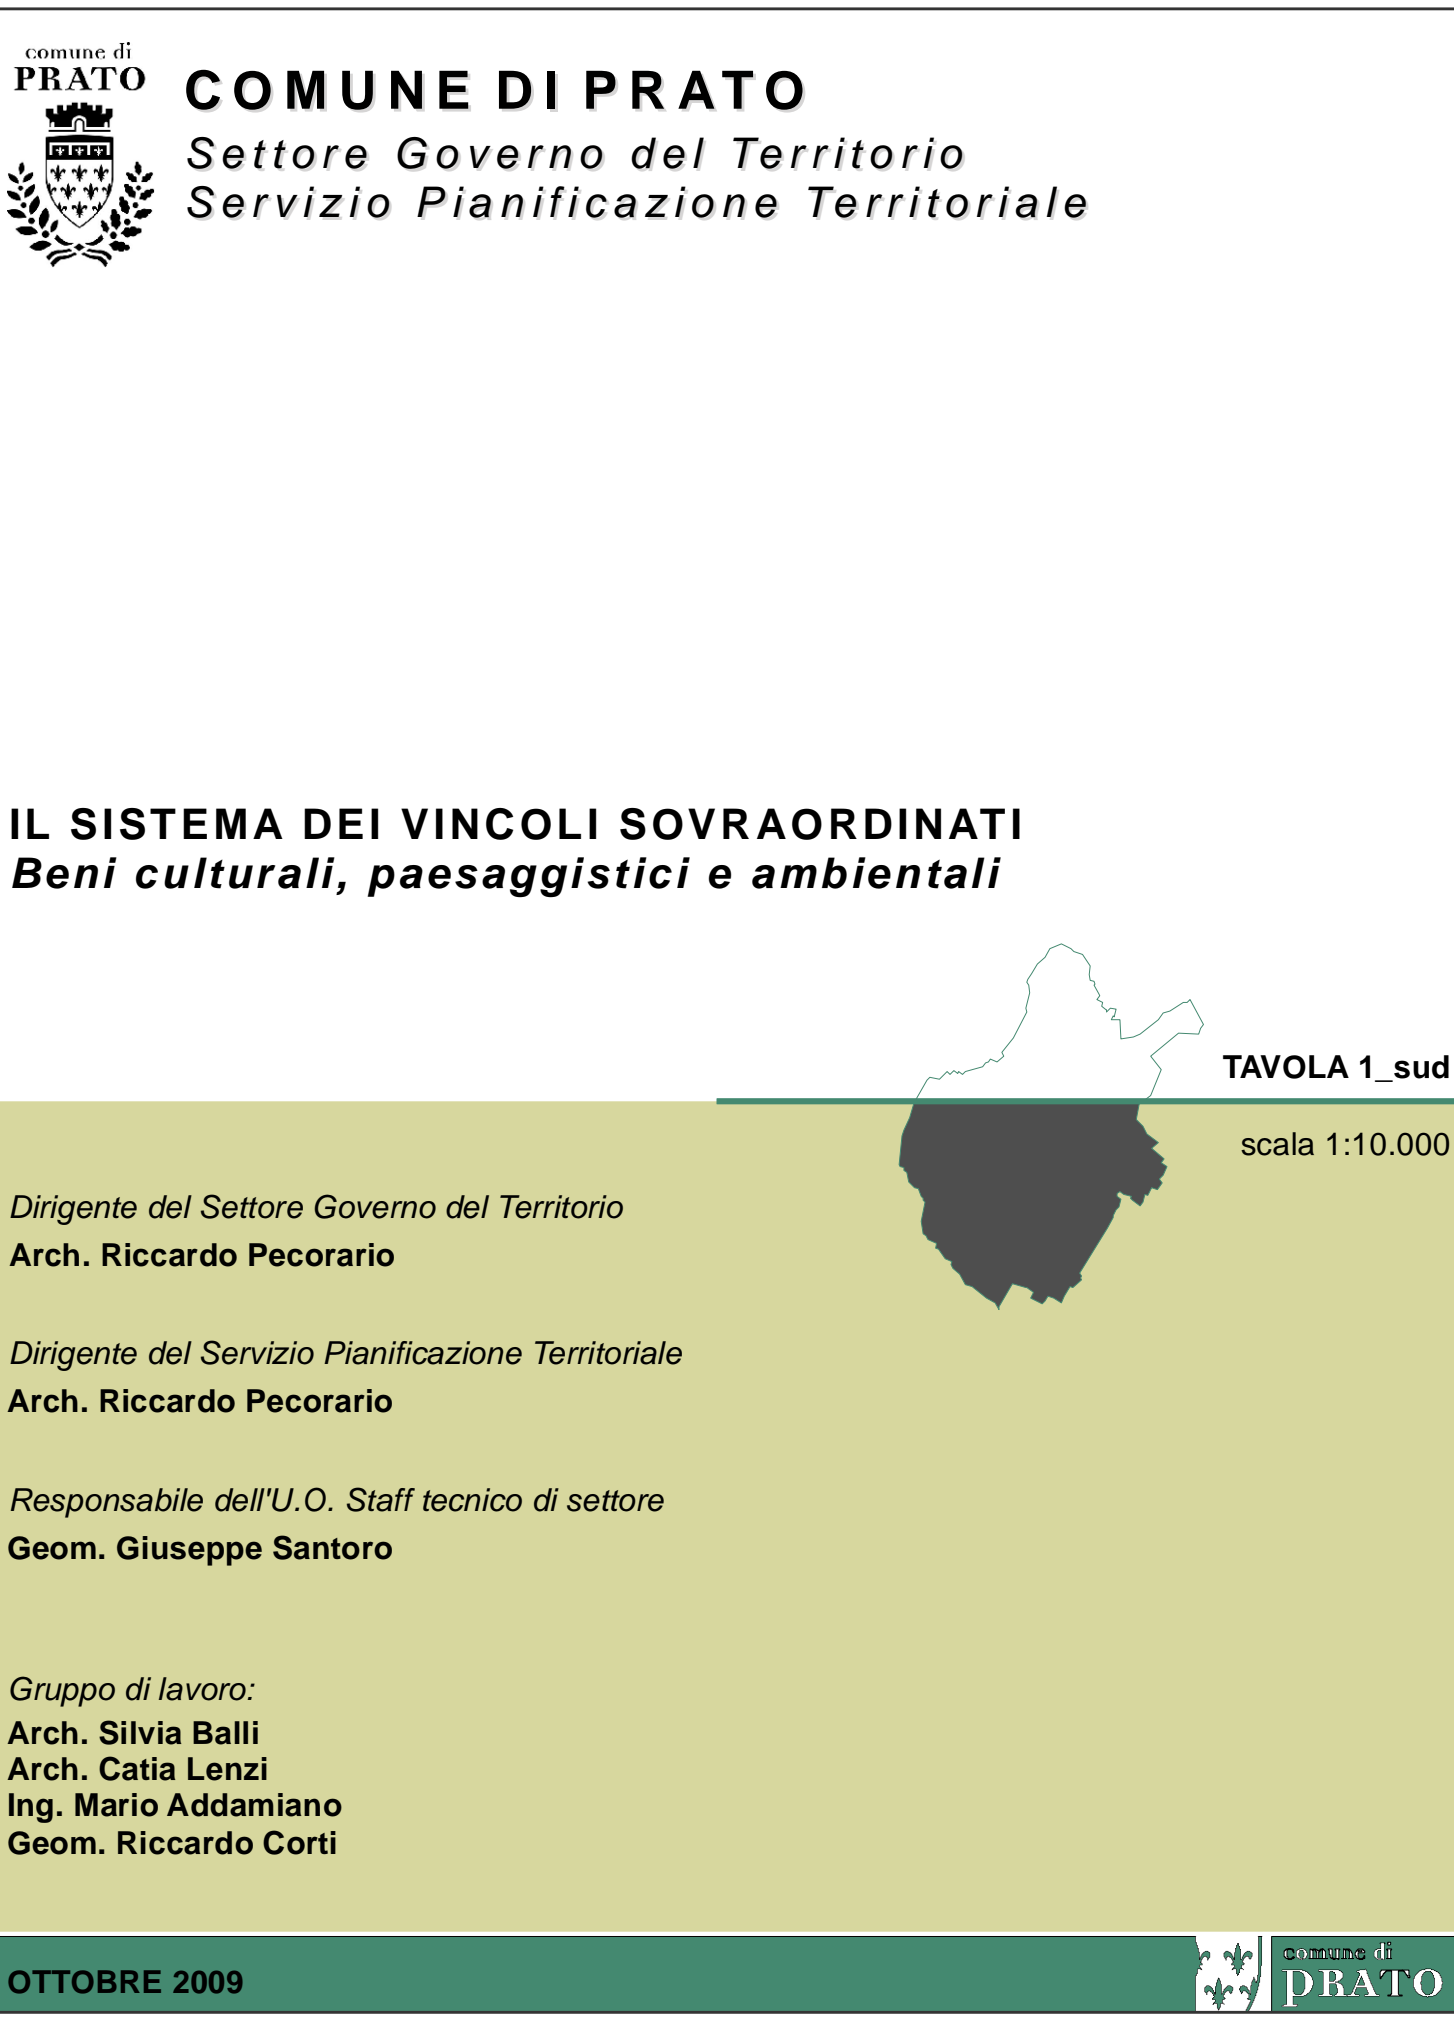 comune di
PRATO
COMUNE DI PRATO
Settore Governo del Territorio
Servizio Pianificazione Territoriale
IL SISTEMA DEI VINCOLI SOVRAORDINATI
Beni culturali, paesaggistici e ambientali
TAVOLA 1_sud
scala 1:10.000
Dirigente del Settore Governo del Territorio
Arch. Riccardo Pecorario
Dirigente del Servizio Pianificazione Territoriale
Arch. Riccardo Pecorario
Responsabile dell'U.O. Staff tecnico di settore
Geom. Giuseppe Santoro
Gruppo di lavoro:
Arch. Silvia Balli
Arch. Catia Lenzi
Ing. Mario Addamiano
Geom. Riccardo Corti
OTTOBRE 2009
comune di
PRATO